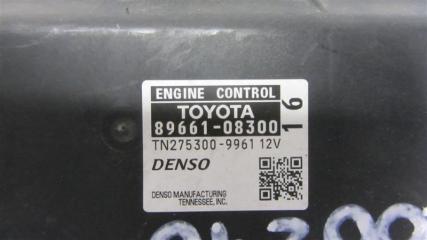 ENGINE CONTROL
TOYOTA
89661-08300
16
TN275300-9961 12V
DENSO
DENSO MANUFACTURING
TENNESSEE, INC.